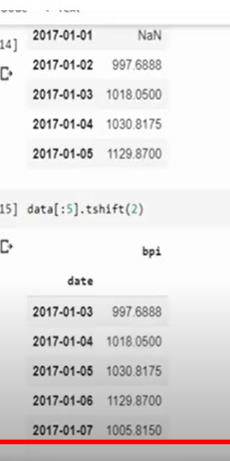 14]
2017-01-01 NaN
2017-01-02 997.6888
2017-01-03 1018.0500
2017-01-04 1030.8175
2017-01-05 1129.8700
15] data[:5].tshift(2)
bpi
date
2017-01-03 997.6888
2017-01-04 1018.0500
2017-01-05 1030.8175
2017-01-06 1129.8700
2017-01-07 1005.8150